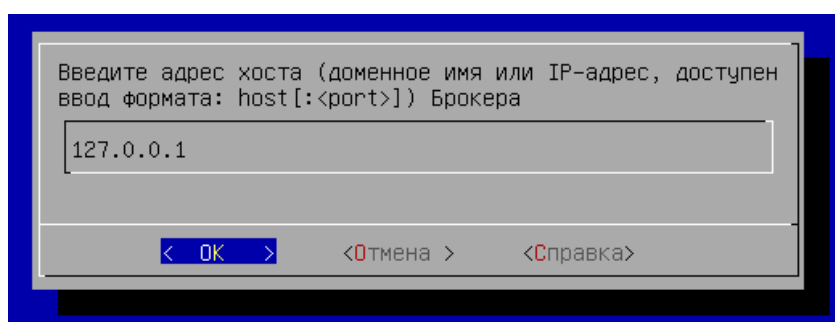 Введите адрес хоста (доменное имя или IP-адрес, доступен
ввод формата: host[:<port>]) Брокера
127.0.0.1
< OK > <Отмена > <Справка>